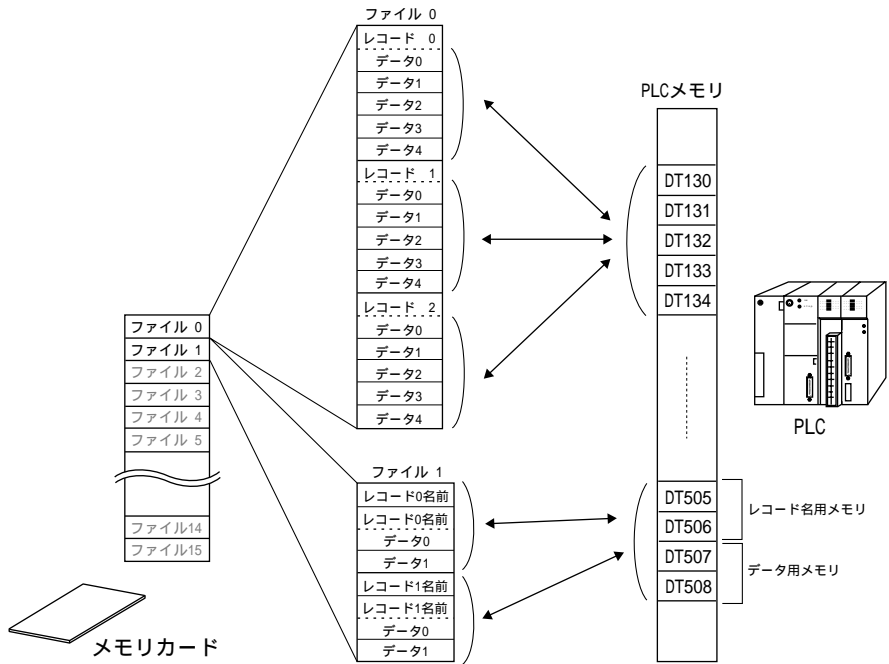 ファイル 0
レコード 0
データ0
データ1
データ2
データ3
データ4
レコード 1
データ0
データ1
データ2
データ3
データ4
レコード 2
データ0
データ1
データ2
データ3
データ4
PLCメモリ
DT130
DT131
DT132
DT133
DT134
PLC
ファイル 0
ファイル 1
ファイル 2
ファイル 3
ファイル 4
ファイル 5
ファイル14
ファイル15
メモリカード
ファイル 1
レコード0名前
レコード0名前
データ0
データ1
レコード1名前
レコード1名前
データ0
データ1
DT505
DT506
DT507
DT508
レコード名用メモリ
データ用メモリ